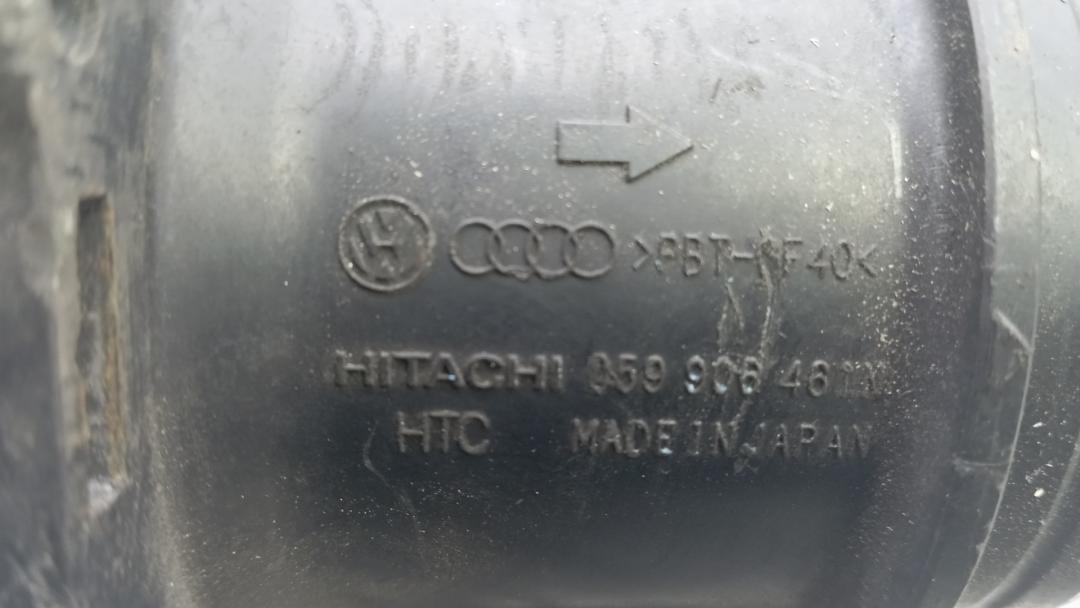 >PBT-GF40<
HITACHI 059 906 461
HTC MADE IN JAPAN